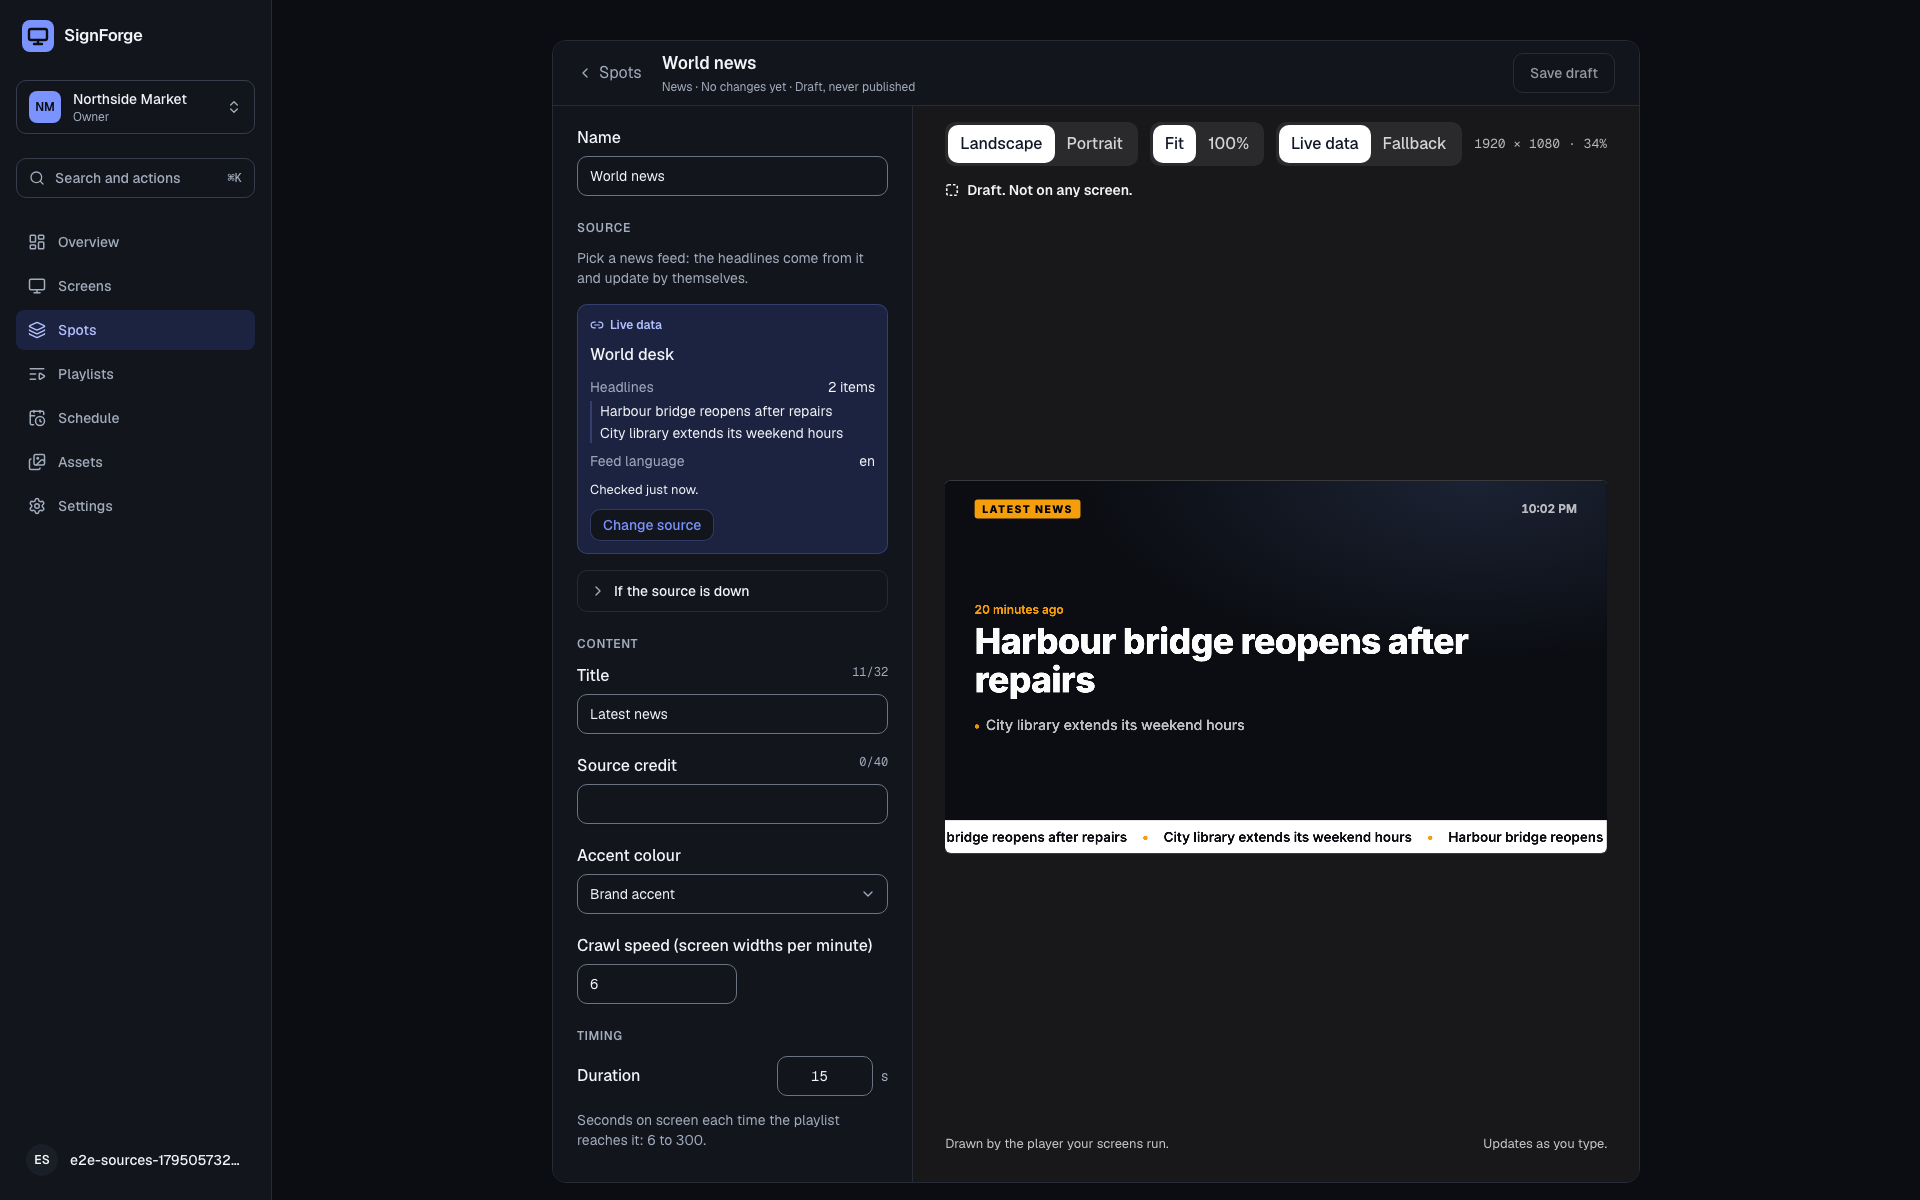 SignForge
NM
Northside Market
Owner
Search and actions
⌘K
Overview
Screens
Spots
Playlists
Schedule
Assets
Settings
ES
e2e-sources-179505732…
Spots
World news
News · No changes yet · Draft, never published
Save draft
Name
World news
SOURCE
Pick a news feed: the headlines come from it
and update by themselves.
Live data
World desk
Headlines
2 items
Harbour bridge reopens after repairs
City library extends its weekend hours
Feed language
en
Checked just now.
Change source
If the source is down
CONTENT
Title
11/32
Latest news
Source credit
0/40
Accent colour
Brand accent
Crawl speed (screen widths per minute)
6
TIMING
Duration
15
s
Seconds on screen each time the playlist
reaches it: 6 to 300.
Landscape
Portrait
Fit
100%
Live data
Fallback
1920 × 1080 · 34%
Draft. Not on any screen.
LATEST NEWS
10:02 PM
20 minutes ago
Harbour bridge reopens after
repairs
• City library extends its weekend hours
bridge reopens after repairs • City library extends its weekend hours • Harbour bridge reopens
Drawn by the player your screens run.
Updates as you type.